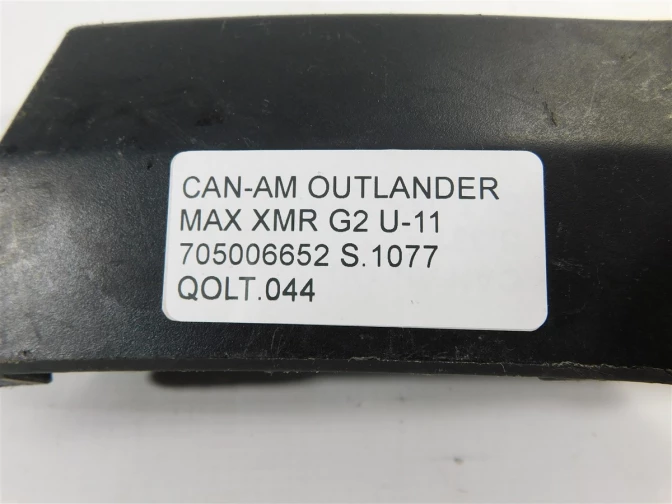 CAN-AM OUTLANDER
MAX XMR G2 U-11
705006652 S.1077
QOLT.044